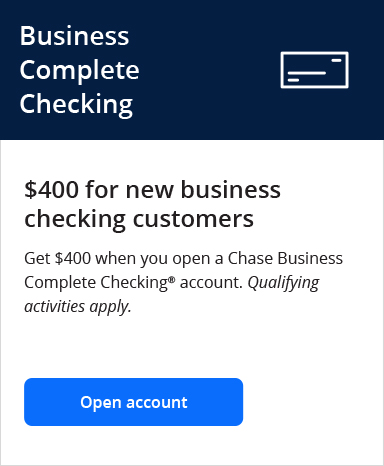 Business
Complete
Checking
$400 for new business
checking customers
Get $400 when you open a Chase Business
Complete Checking® account. Qualifying
activities apply.
Open account